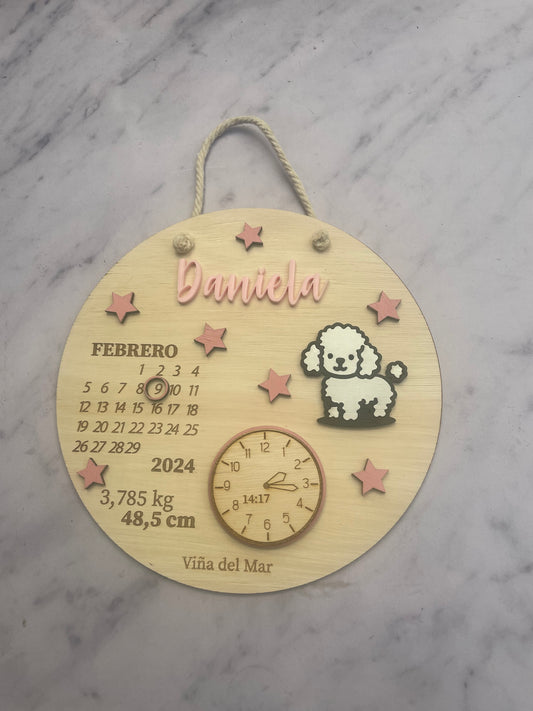 Daniela
FEBRERO
1 2 3 4
5 6 7 8 9 10 11
12 13 14 15 16 17 18
19 20 21 22 23 24 25
26 27 28 29
2024
3,785 kg
48,5 cm
12
11 1
10 2
9 3
14:17
8 4
7 5
6
Viña del Mar